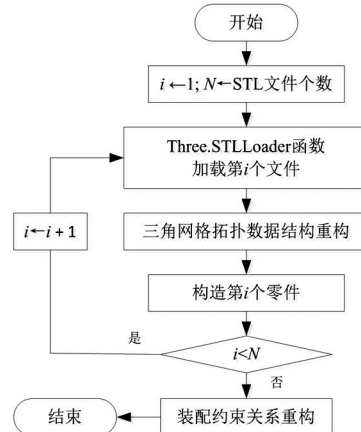 开始
i←1; N←STL文件个数
Three.STLLoader函数
加载第i个文件
i←i + 1
三角网格拓扑数据结构重构
构造第i个零件
是
i<N
否
结束
装配约束关系重构